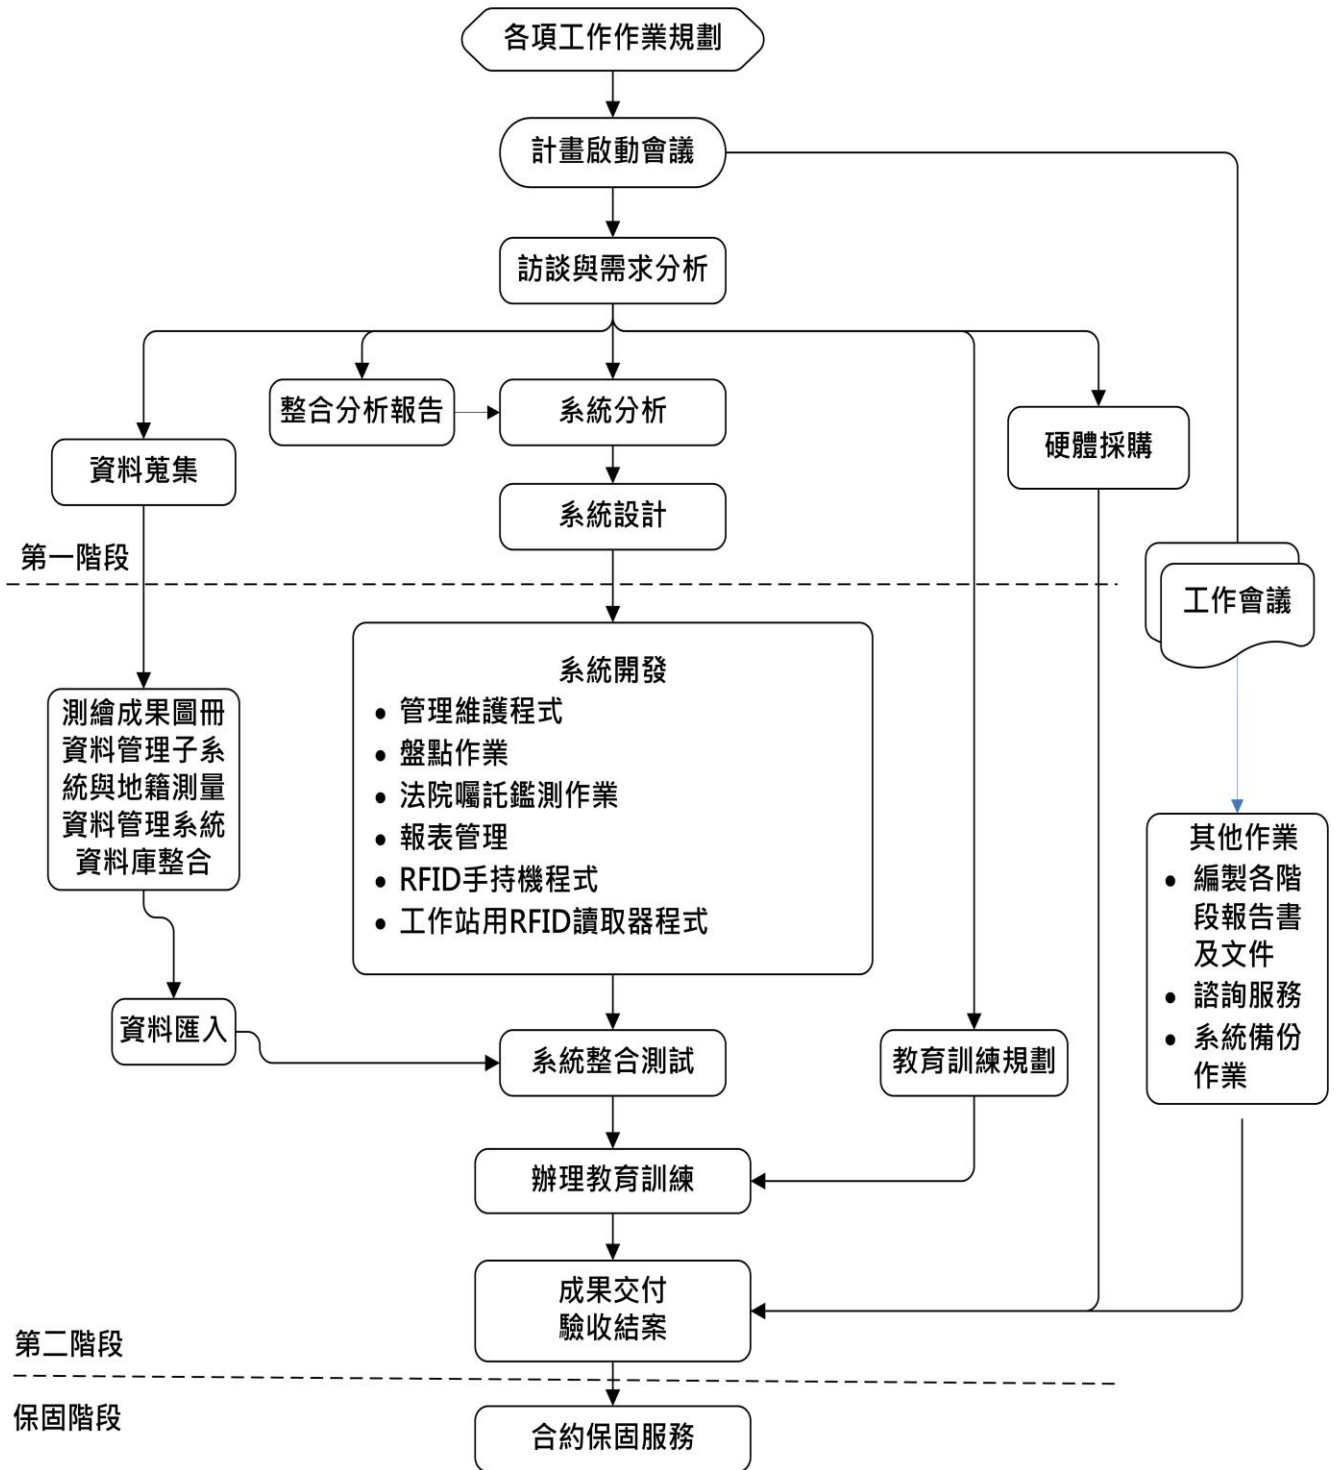 各項工作作業規劃
計畫啟動會議
訪談與需求分析
整合分析報告
系統分析
硬體採購
資料蒐集
系統設計
第一階段
工作會議
系統開發
• 管理維護程式
• 盤點作業
• 法院囑託鑑測作業
• 報表管理
• RFID手持機程式
• 工作站用RFID讀取器程式
測繪成果圖冊
資料管理子系
統與地籍測量
資料管理系統
資料庫整合
其他作業
• 編製各階
段報告書
及文件
• 諮詢服務
• 系統備份
作業
資料匯入
系統整合測試
教育訓練規劃
辦理教育訓練
成果交付
驗收結案
第二階段
保固階段
合約保固服務